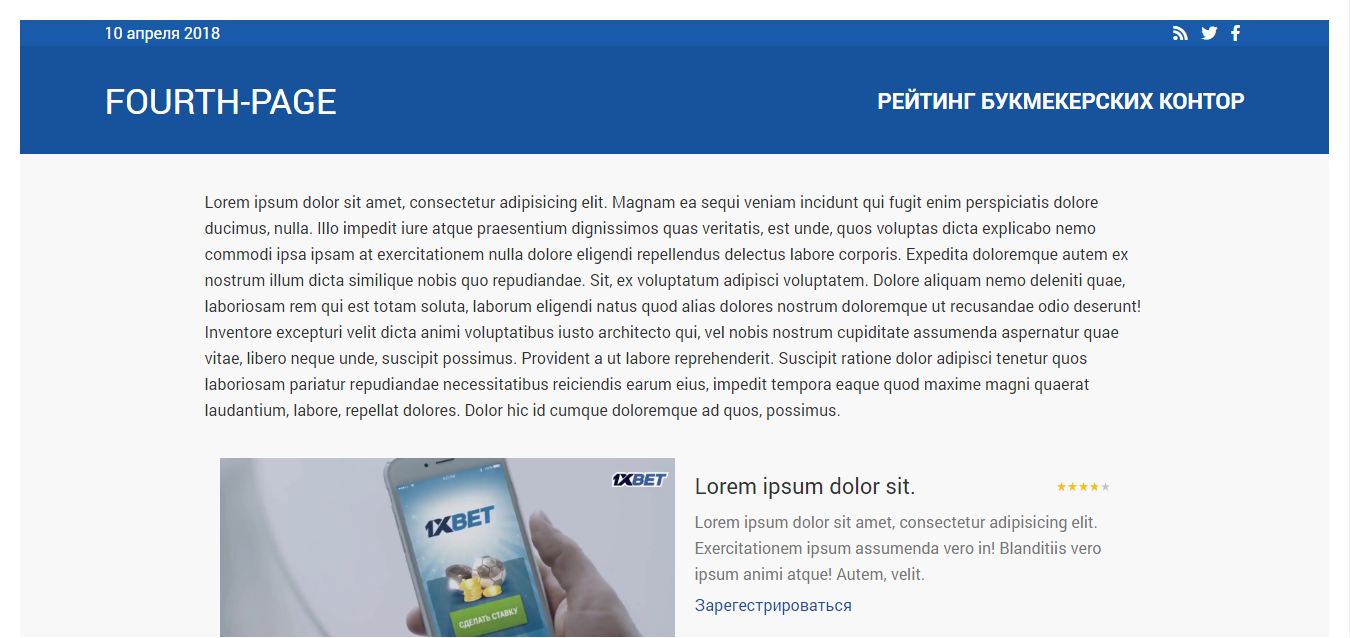 10 апреля 2018
FOURTH-PAGE
РЕЙТИНГ БУКМЕКЕРСКИХ КОНТОР
Lorem ipsum dolor sit amet, consectetur adipisicing elit. Magnam ea sequi veniam incidunt qui fugit enim perspiciatis dolore
ducimus, nulla. Illo impedit iure atque praesentium dignissimos quas veritatis, est unde, quos voluptas dicta explicabo nemo
commodi ipsa ipsam at exercitationem nulla dolore eligendi repellendus delectus labore corporis. Expedita doloremque autem ex
nostrum illum dicta similique nobis quo repudiandae. Sit, ex voluptatum adipisci voluptatem. Dolore aliquam nemo deleniti quae,
laboriosam rem qui est totam soluta, laborum eligendi natus quod alias dolores nostrum doloremque ut recusandae odio deserunt!
Inventore excepturi velit dicta animi voluptatibus iusto architecto qui, vel nobis nostrum cupiditate assumenda aspernatur quae
vitae, libero neque unde, suscipit possimus. Provident a ut labore reprehenderit. Suscipit ratione dolor adipisci tenetur quos
laboriosam pariatur repudiandae necessitatibus reiciendis earum eius, impedit tempora eaque quod maxime magni quaerat
laudantium, labore, repellat dolores. Dolor hic id cumque doloremque ad quos, possimus.
1XBET
1XBET
СДЕЛАТЬ СТАВКУ
Lorem ipsum dolor sit.
Lorem ipsum dolor sit amet, consectetur adipisicing elit.
Exercitationem ipsum assumenda vero in! Blanditiis vero
ipsum animi atque! Autem, velit.
Зарегестрироваться